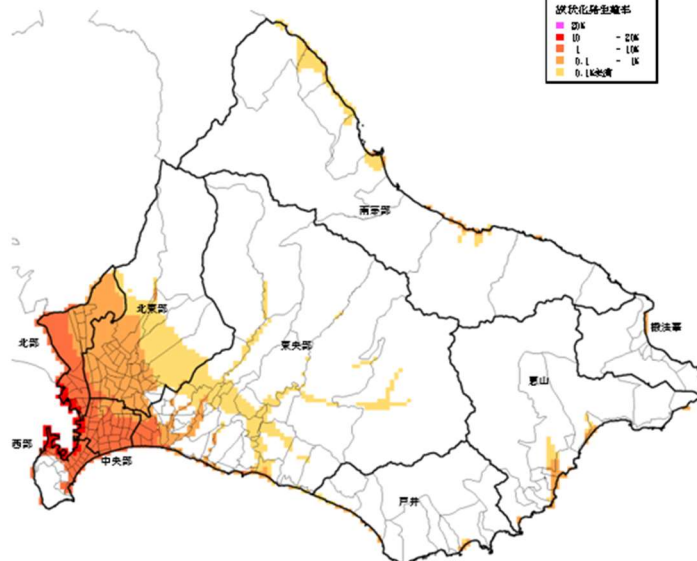 液状化発生確率
20%
10 - 20%
1 - 10%
0.1 - 1%
0.1%未満
南茅部
北東部
北部
東央部
椴法華
恵山
西部
中央部
戸井